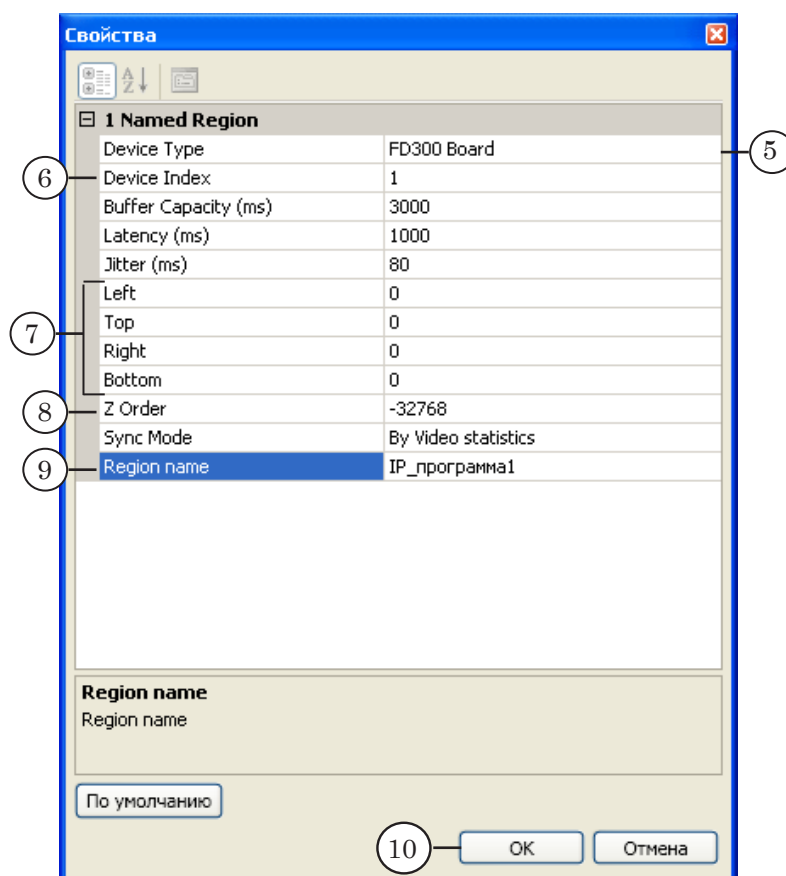 Свойства
1 Named Region
Device Type FD300 Board 5
6 Device Index 1
Buffer Capacity (ms) 3000
Latency (ms) 1000
Jitter (ms) 80
Left 0
7 Top 0
Right 0
Bottom 0
8 Z Order -32768
Sync Mode By Video statistics
9 Region name IP_программа1
Region name
Region name
По умолчанию
10 OK Отмена